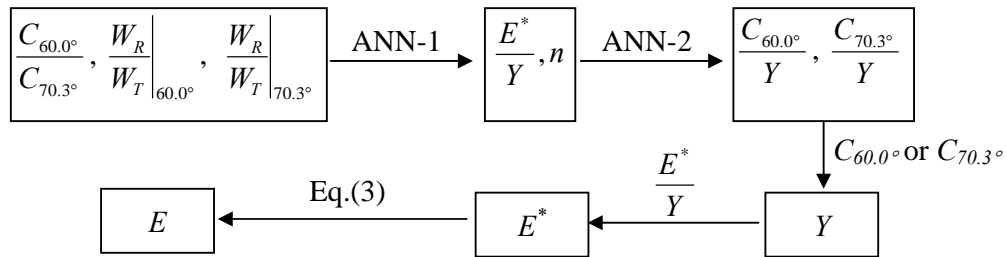 C_{60.0°}/C_{70.3°} , W_R/W_T|_{60.0°} , W_R/W_T|_{70.3°}
ANN-1
E^*/Y , n
ANN-2
C_{60.0°}/Y , C_{70.3°}/Y
C_{60.0°} or C_{70.3°}
Y
E^*/Y
E^*
Eq.(3)
E